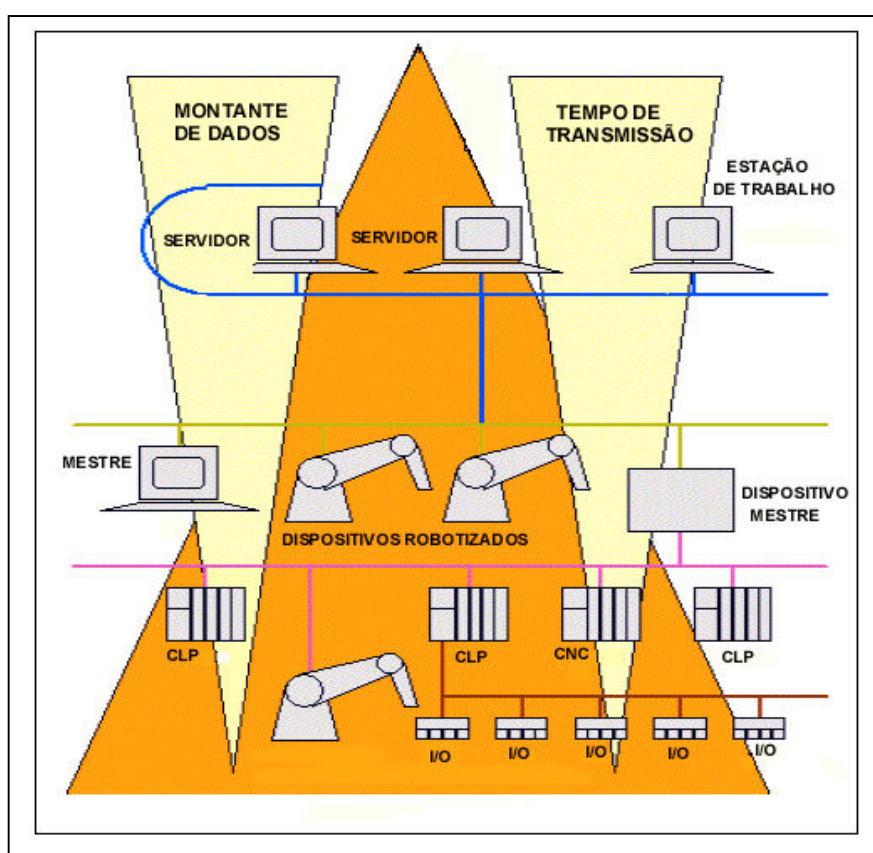 MONTANTE
DE DADOS
TEMPO DE
TRANSMISSÃO
ESTAÇÃO
DE TRABALHO
SERVIDOR
SERVIDOR
MESTRE
DISPOSITIVO
MESTRE
DISPOSITIVOS ROBOTIZADOS
CLP
CLP
CNC
CLP
I/O
I/O
I/O
I/O
I/O